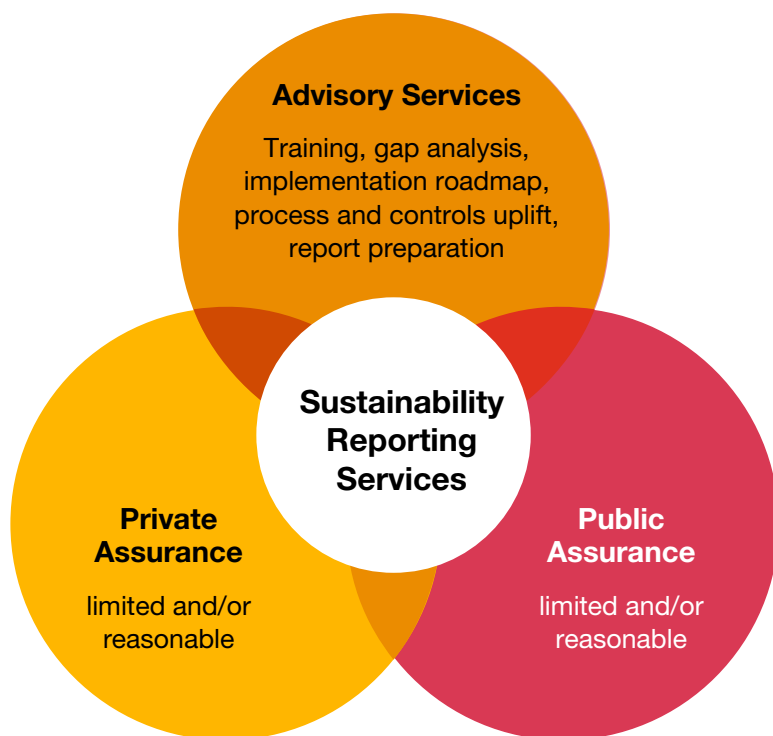 Advisory Services
Training, gap analysis,
implementation roadmap,
process and controls uplift,
report preparation
Sustainability
Reporting
Services
Private
Assurance
limited and/or
reasonable
Public
Assurance
limited and/or
reasonable